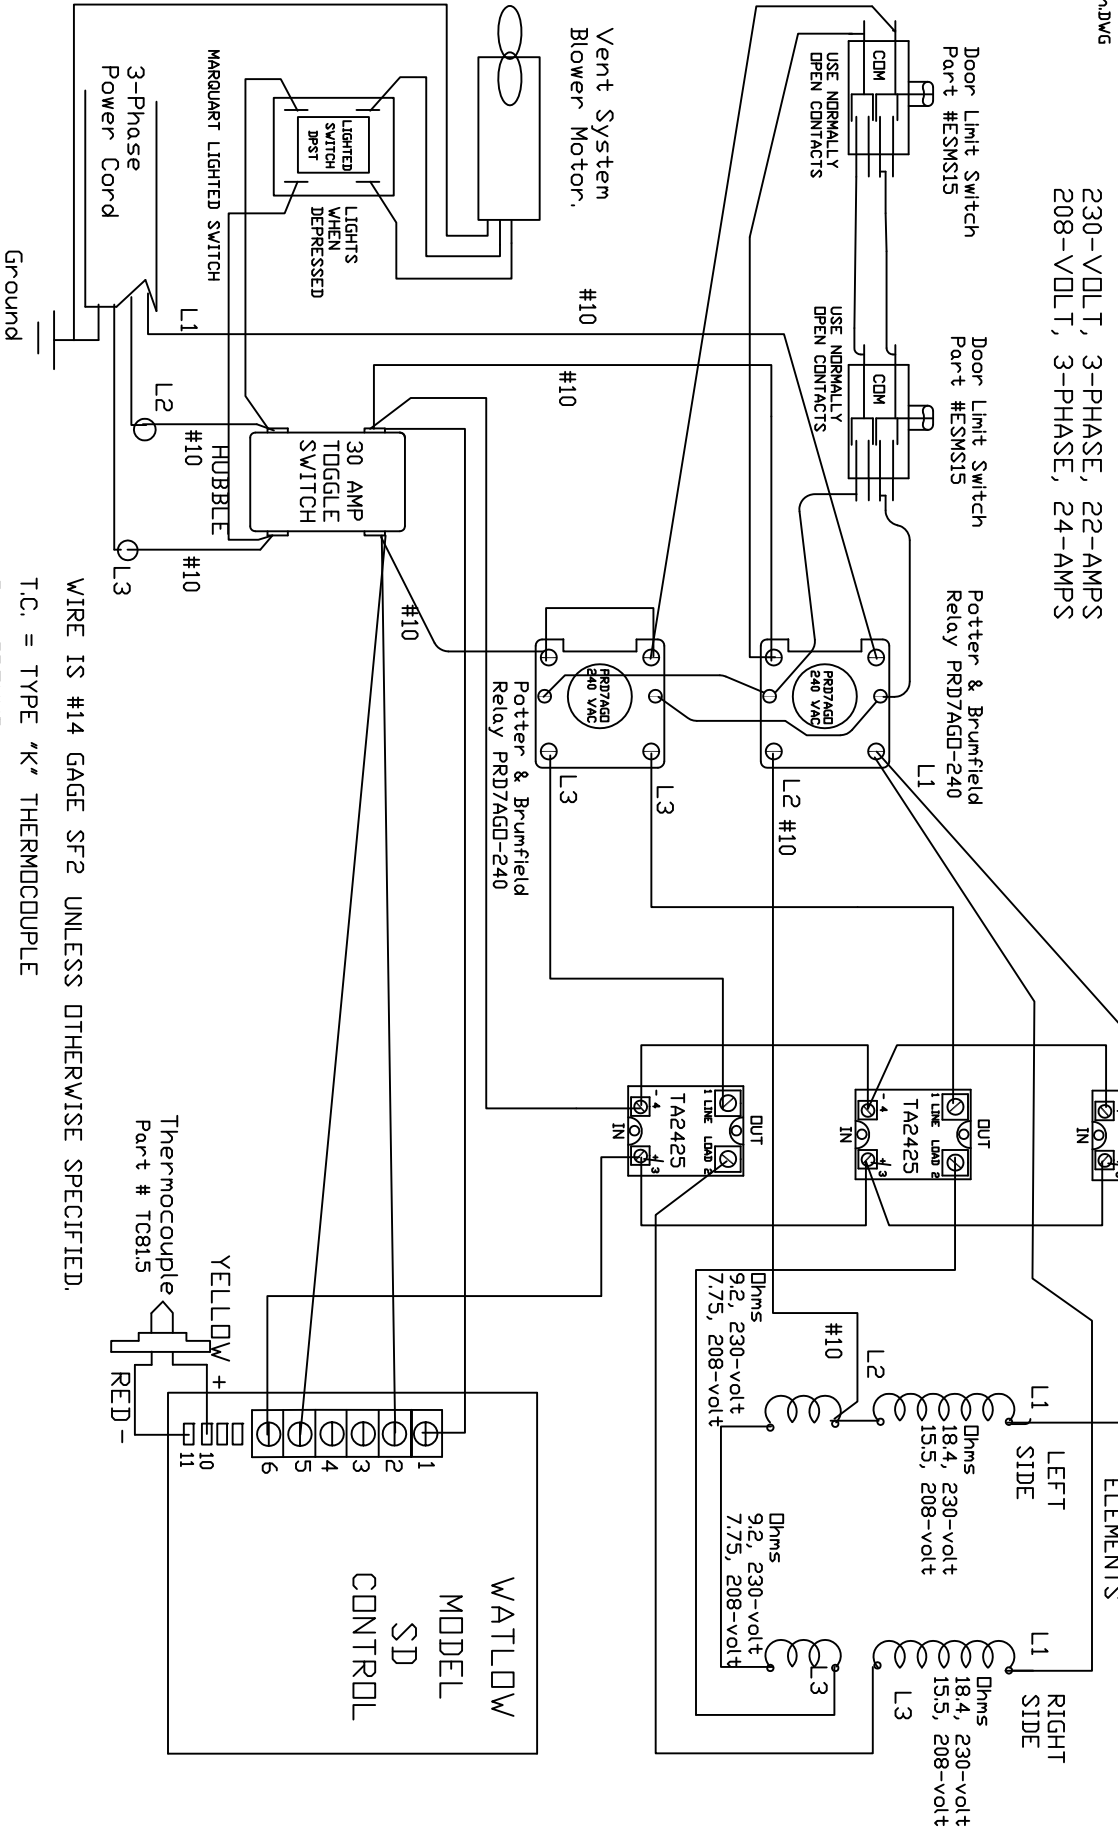 n.DWG
230-VOLT, 3-PHASE, 22-AMPS
208-VOLT, 3-PHASE, 24-AMPS
Door Limit Switch
Part #ESMS15
COM
USE NORMALLY
OPEN CONTACTS
Door Limit Switch
Part #ESMS15
COM
USE NORMALLY
OPEN CONTACTS
Potter & Brumfield
Relay PRD7AGO-240
PRD7AGO
240 VAC
L1
L2 #10
L3
L3
PRD7AGO
240 VAC
Potter & Brumfield
Relay PRD7AGO-240
Vent System
Blower Motor.
LIGHTED
SWITCH
DPST
LIGHTS
WHEN
DEPRESSED
MARQUART LIGHTED SWITCH
3-Phase
Power Cord
Ground
L1
#10
#10
L2
#10
HUBBLE
30 AMP
TOGGLE
SWITCH
L3
#10
#10
WIRE IS #14 GAGE SF2 UNLESS OTHERWISE SPECIFIED.
T.C. = TYPE "K" THERMOCOUPLE
IN
OUT
1 LINE LOAD 2
TA2425
- 4
+/ 3
IN
OUT
1 LINE LOAD 2
TA2425
- 4
+/ 3
IN
Ohms
9.2, 230-volt
7.75, 208-volt
#10
L2
L1
LEFT
SIDE
ELEMENTS
Ohms
18.4, 230-volt
15.5, 208-volt
Ohms
9.2, 230-volt
7.75, 208-volt
L3
L1
RIGHT
SIDE
L3
Ohms
18.4, 230-volt
15.5, 208-volt
Thermocouple
Part # TC81.5
YELLOW +
RED -
10
11
1
2
3
4
5
6
WATLOW
MODEL
SD
CONTROL